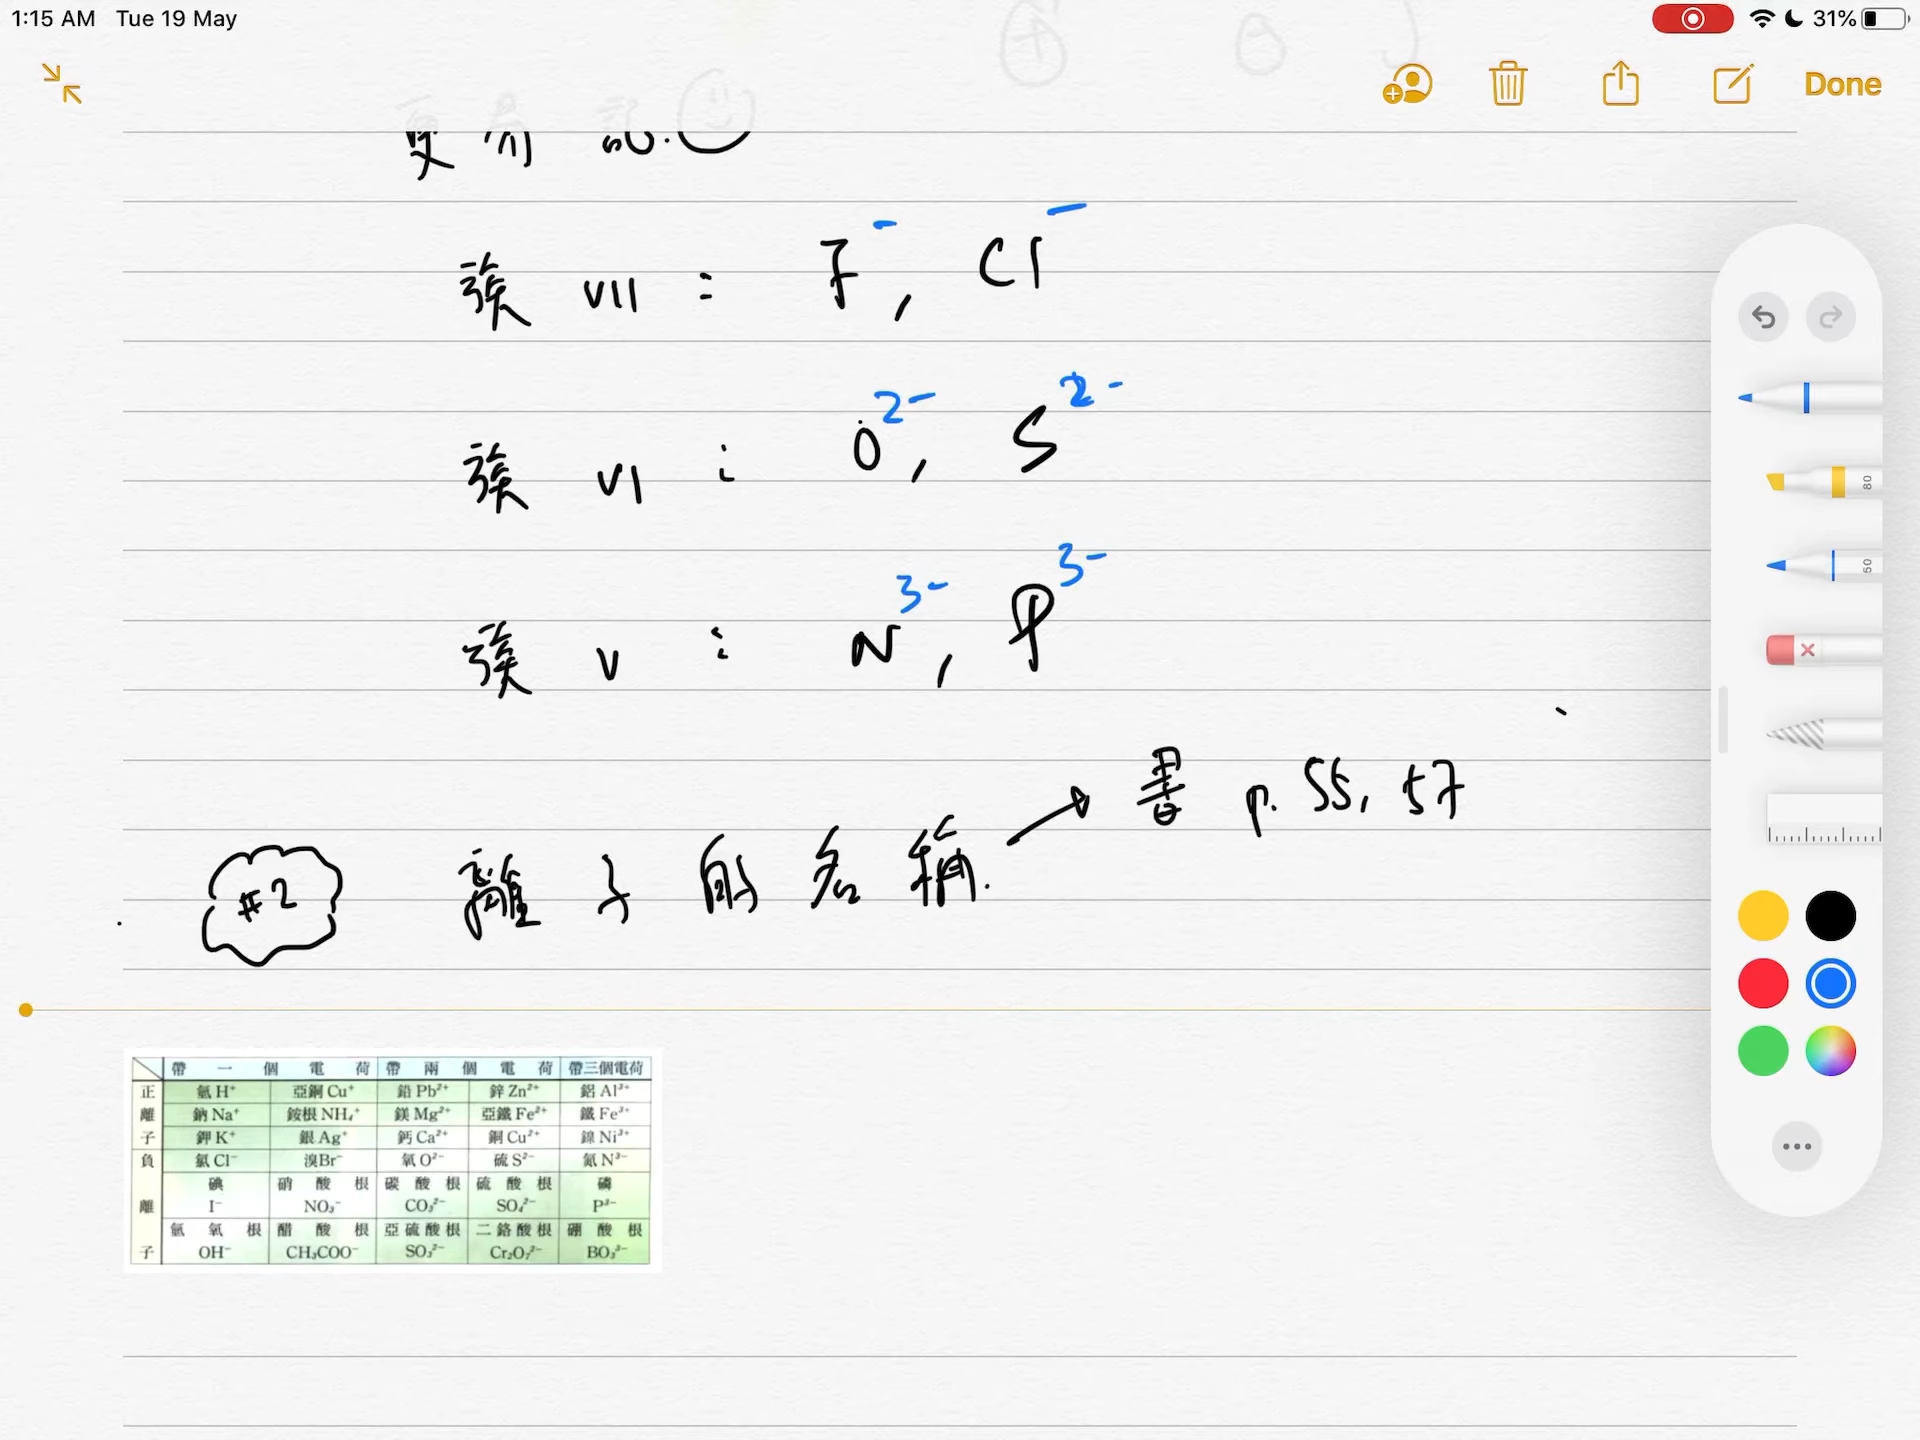 1:15 AM Tue 19 May 31%
Done
更易記.
族 VII : F⁻, Cl⁻
族 VI : O²⁻, S²⁻
族 V : N³⁻, P³⁻
#2 離子的名稱. → 書 p. 55, 57
帶一個電荷 帶兩個電荷 帶三個電荷
正 氫 H⁺ 亞銅 Cu⁺ 鉛 Pb²⁺ 鋅 Zn²⁺ 鋁 Al³⁺
離 鈉 Na⁺ 銨根 NH₄⁺ 鎂 Mg²⁺ 亞鐵 Fe²⁺ 鐵 Fe³⁺
子 鉀 K⁺ 銀 Ag⁺ 鈣 Ca²⁺ 銅 Cu²⁺ 鎳 Ni³⁺
負 氯 Cl⁻ 溴 Br⁻ 氧 O²⁻ 硫 S²⁻ 氮 N³⁻
碘 硝酸根 碳酸根 硫酸根 磷
離 I⁻ NO₃⁻ CO₃²⁻ SO₄²⁻ P³⁻
氫氧根 醋酸根 亞硫酸根 二鉻酸根 硼酸根
子 OH⁻ CH₃COO⁻ SO₃²⁻ Cr₂O₇²⁻ BO₃³⁻
80
50